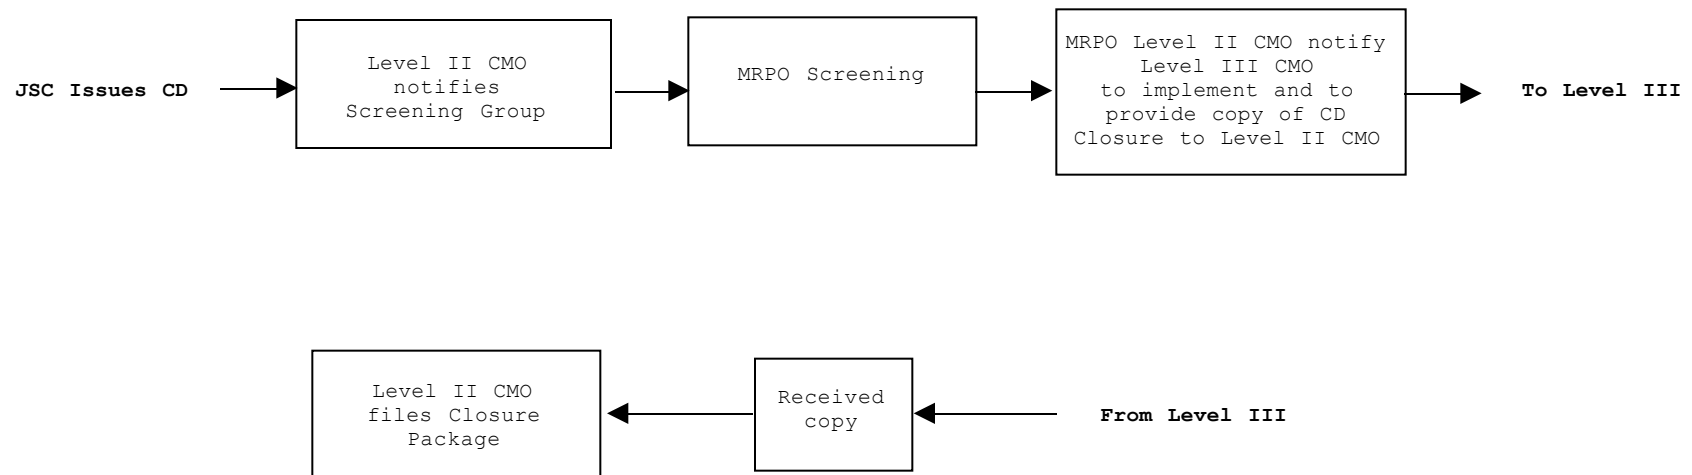 JSC Issues CD
Level II CMO
notifies
Screening Group
MRPO Screening
MRPO Level II CMO notify
Level III CMO
to implement and to
provide copy of CD
Closure to Level II CMO
To Level III
Level II CMO
files Closure
Package
Received
copy
From Level III